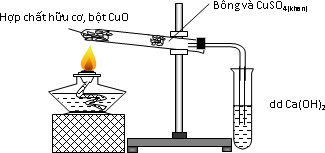 Hợp chất hữu cơ, bột CuO
Bông và CuSO4(khan)
dd Ca(OH)2